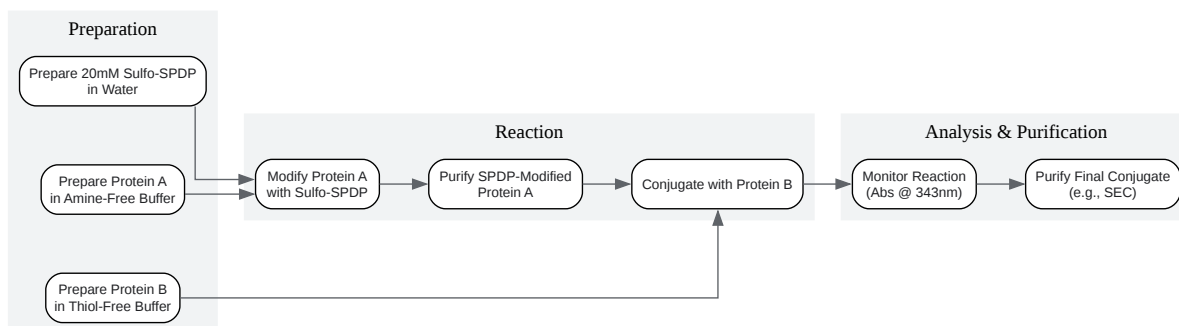 Preparation
Prepare 20mM Sulfo-SPDP
in Water
Prepare Protein A
in Amine-Free Buffer
Prepare Protein B
in Thiol-Free Buffer
Reaction
Modify Protein A
with Sulfo-SPDP
Purify SPDP-Modified
Protein A
Conjugate with Protein B
Analysis & Purification
Monitor Reaction
(Abs @ 343nm)
Purify Final Conjugate
(e.g., SEC)